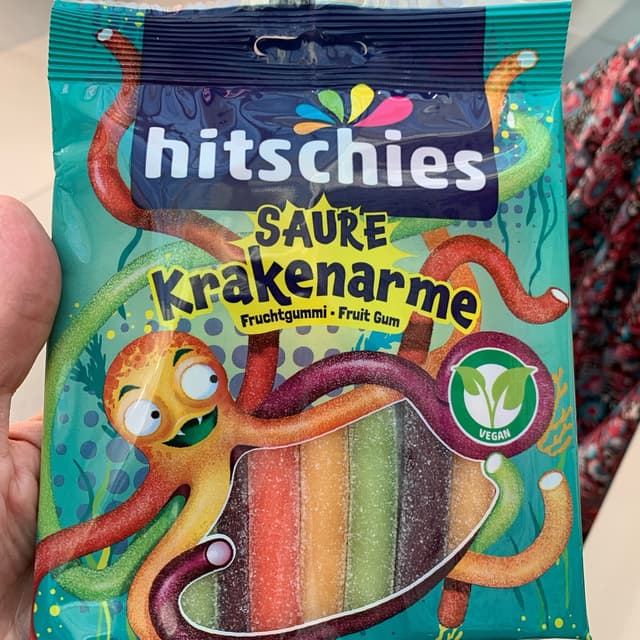 hitschies
SAURE
Krakenarme
Fruchtgummi • Fruit Gum
VEGAN